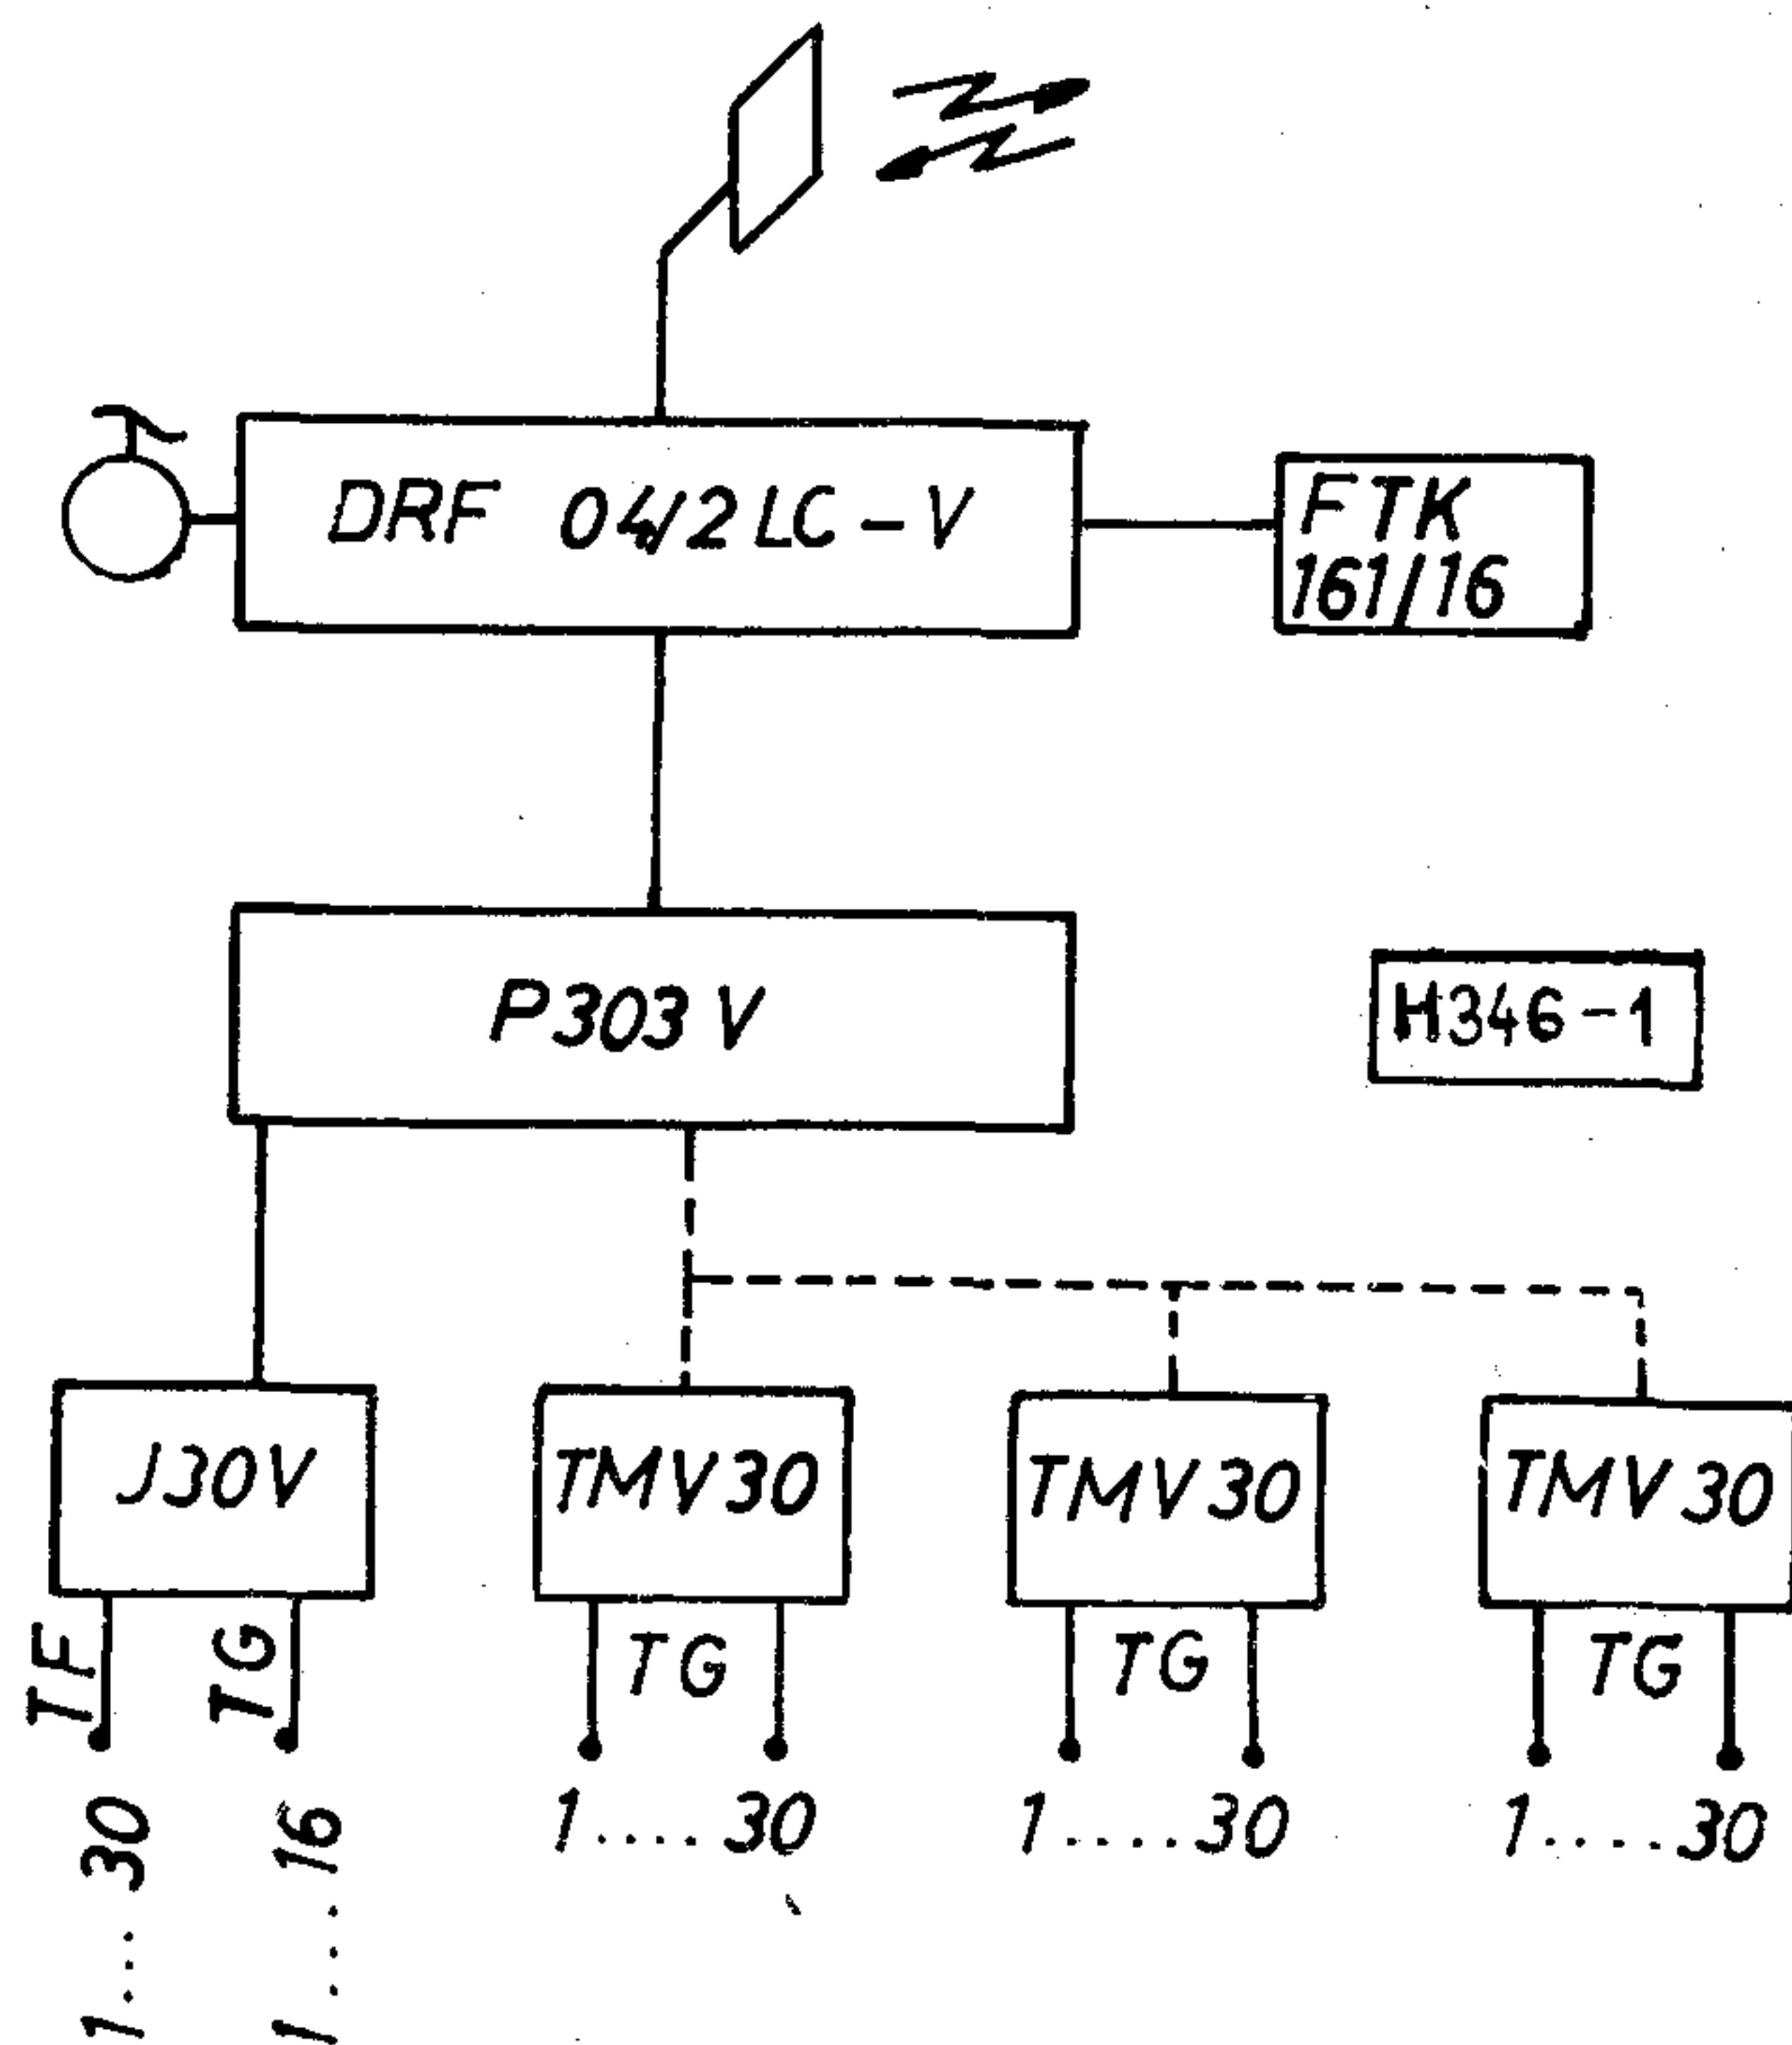 DRF 04/2 LC-V
FTK
161/16
P303 V
H346-1
J30V
TMV30
TMV30
TMV30
TF
TG
TG
TG
TG
1... 30
1.... 16
1.... 30
1.... 30
1.... 30